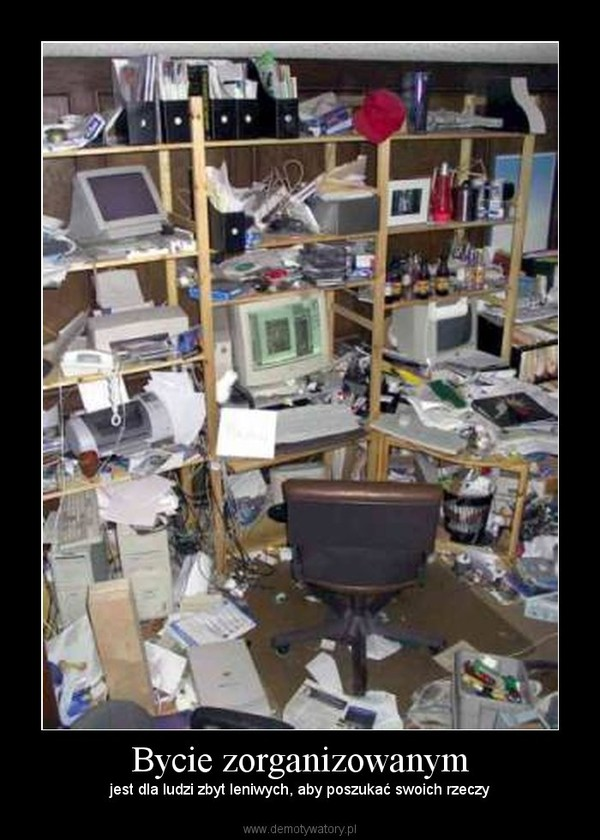 Bycie zorganizowanym
jest dla ludzi zbyt leniwych, aby poszukać swoich rzeczy
www.demotywatory.pl